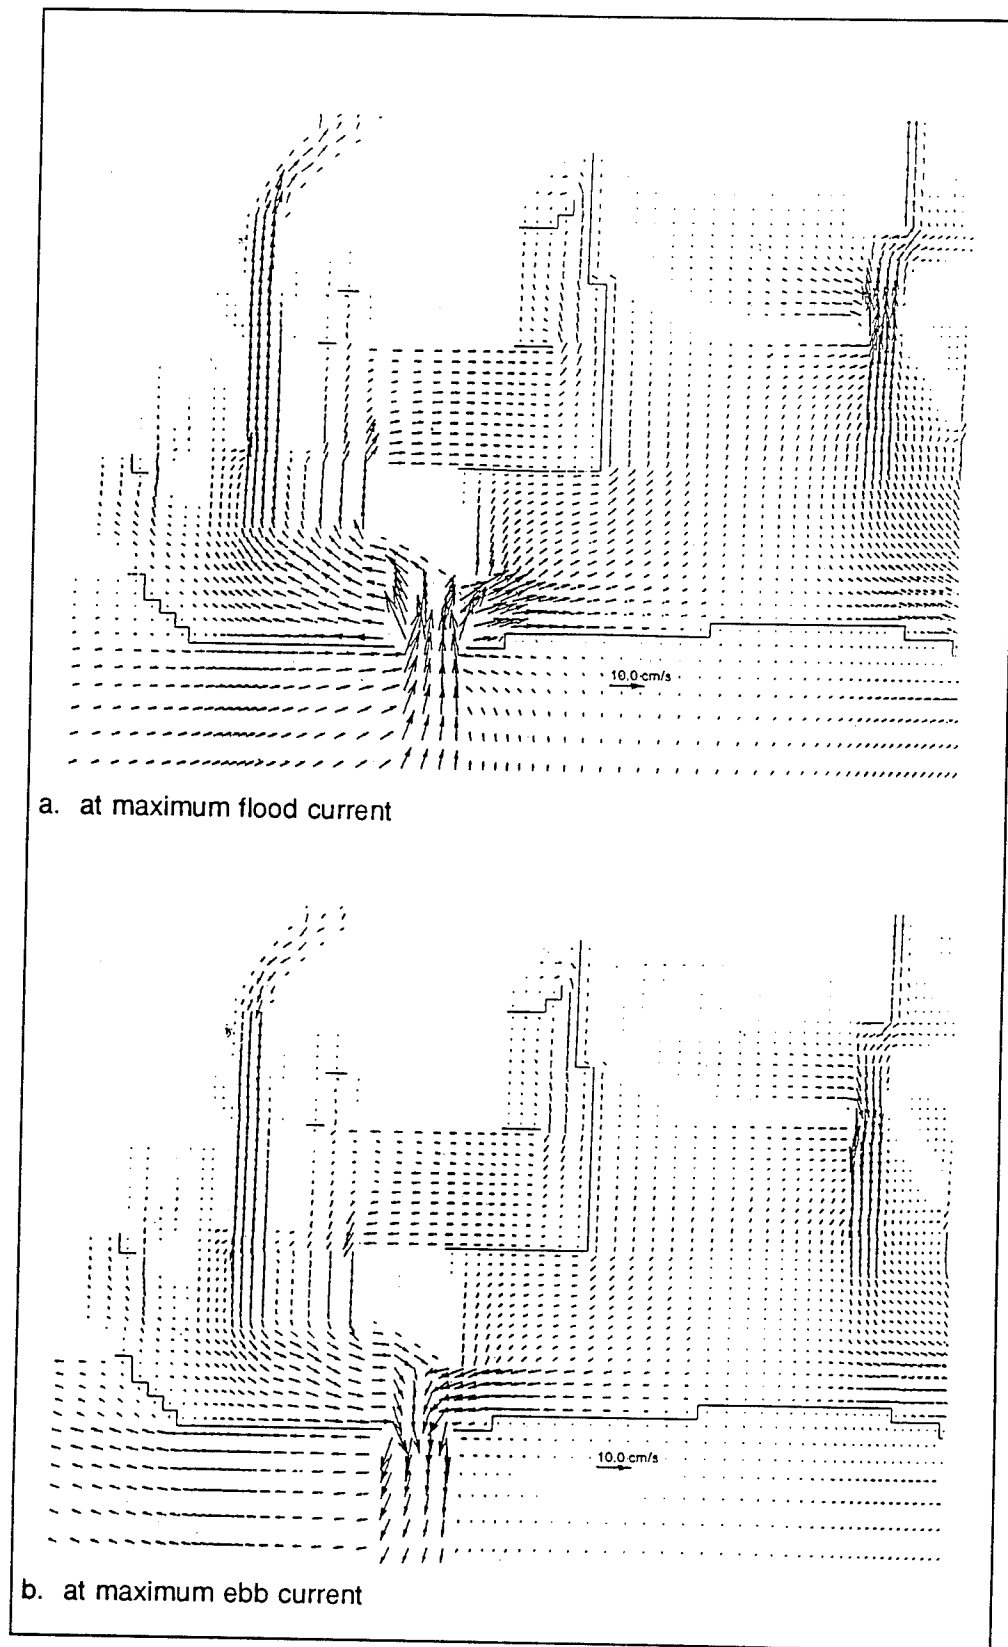 10.0 cm/s
a. at maximum flood current
10.0 cm/s
b. at maximum ebb current